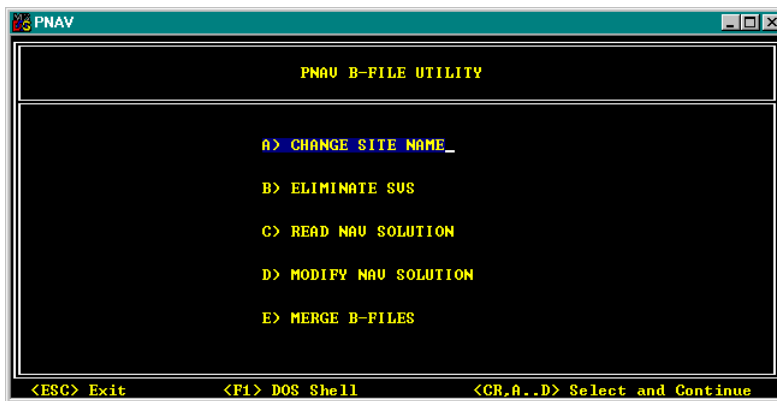 PNAV
PNAV B-FILE UTILITY
A) CHANGE SITE NAME_
B) ELIMINATE SVS
C) READ NAV SOLUTION
D) MODIFY NAV SOLUTION
E) MERGE B-FILES
<ESC> Exit <F1> DOS Shell <CR,A..D> Select and Continue